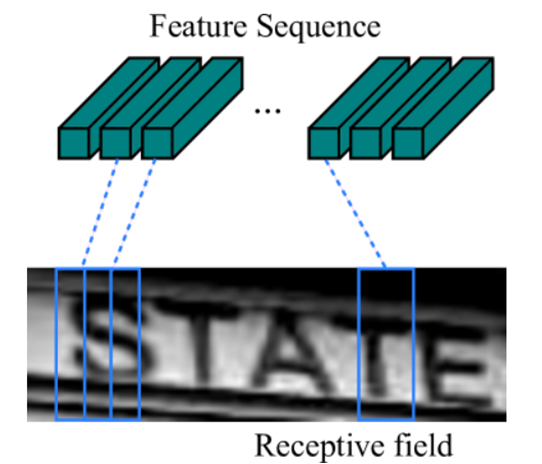 Feature Sequence
...
STATE
Receptive field